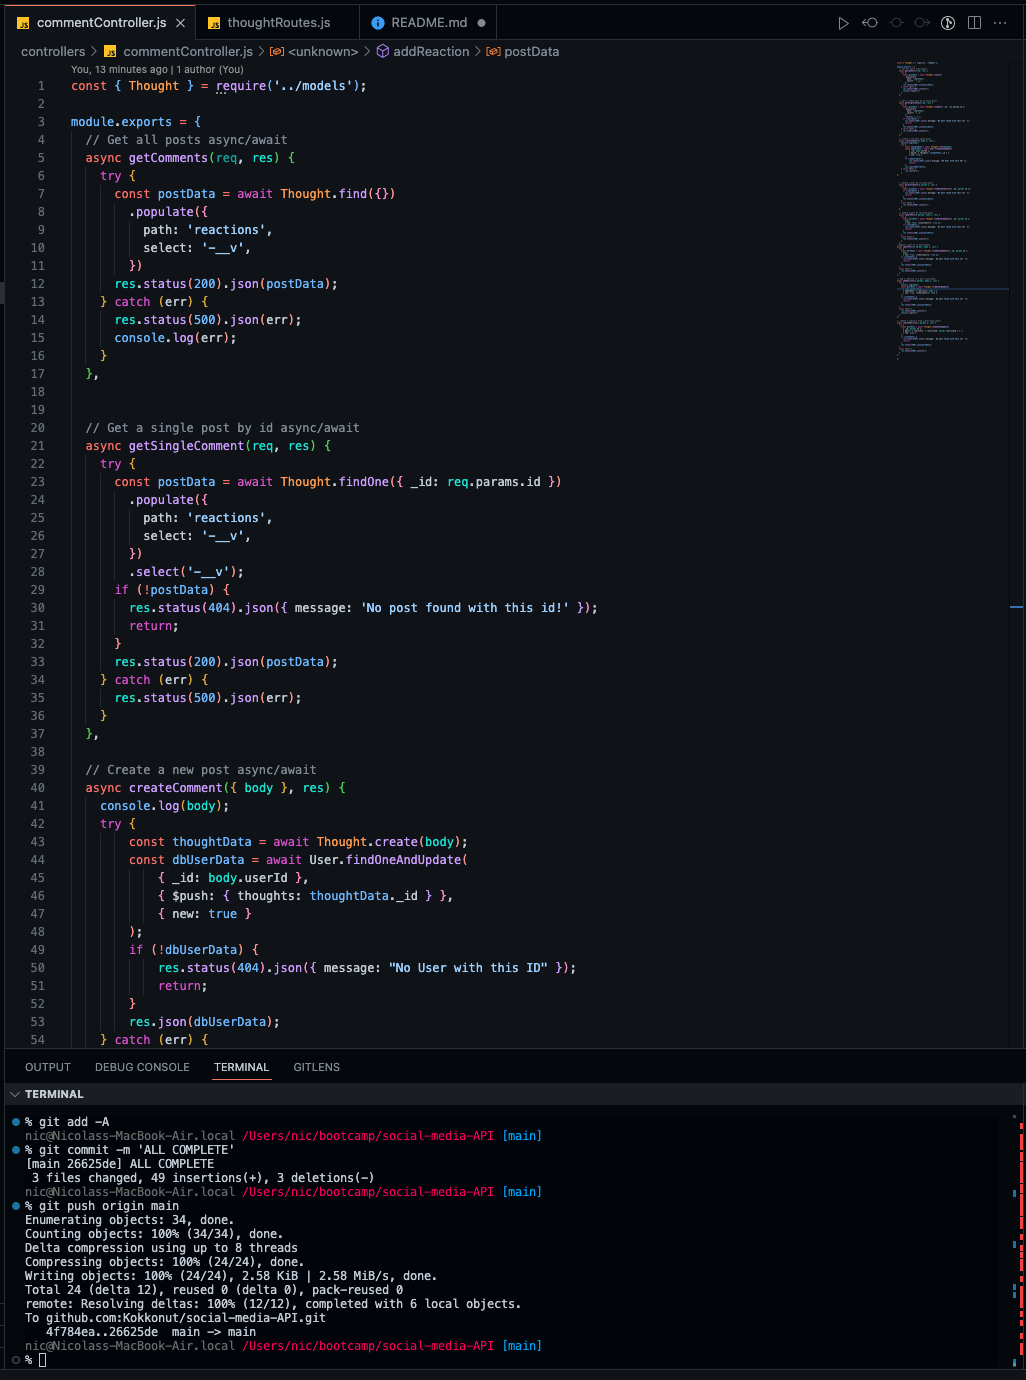 JS commentController.js ×
JS thoughtRoutes.js
README.md
controllers > JS commentController.js > <unknown> > addReaction > postData
You, 13 minutes ago | 1 author (You)
1 const { Thought } = require('../models');
2
3 module.exports = {
4 // Get all posts async/await
5 async getComments(req, res) {
6 try {
7 const postData = await Thought.find({})
8 .populate({
9 path: 'reactions',
10 select: '-__v',
11 })
12 res.status(200).json(postData);
13 } catch (err) {
14 res.status(500).json(err);
15 console.log(err);
16 }
17 },
18
19
20 // Get a single post by id async/await
21 async getSingleComment(req, res) {
22 try {
23 const postData = await Thought.findOne({ _id: req.params.id })
24 .populate({
25 path: 'reactions',
26 select: '-__v',
27 })
28 .select('-__v');
29 if (!postData) {
30 res.status(404).json({ message: 'No post found with this id!' });
31 return;
32 }
33 res.status(200).json(postData);
34 } catch (err) {
35 res.status(500).json(err);
36 }
37 },
38
39 // Create a new post async/await
40 async createComment({ body }, res) {
41 console.log(body);
42 try {
43 const thoughtData = await Thought.create(body);
44 const dbUserData = await User.findOneAndUpdate(
45 { _id: body.userId },
46 { $push: { thoughts: thoughtData._id } },
47 { new: true }
48 );
49 if (!dbUserData) {
50 res.status(404).json({ message: "No User with this ID" });
51 return;
52 }
53 res.json(dbUserData);
54 } catch (err) {
OUTPUT DEBUG CONSOLE TERMINAL GITLENS
TERMINAL
% git add -A
nic@Nicolass-MacBook-Air.local /Users/nic/bootcamp/social-media-API [main]
% git commit -m 'ALL COMPLETE'
[main 26625de] ALL COMPLETE
3 files changed, 49 insertions(+), 3 deletions(-)
nic@Nicolass-MacBook-Air.local /Users/nic/bootcamp/social-media-API [main]
% git push origin main
Enumerating objects: 34, done.
Counting objects: 100% (34/34), done.
Delta compression using up to 8 threads
Compressing objects: 100% (24/24), done.
Writing objects: 100% (24/24), 2.58 KiB | 2.58 MiB/s, done.
Total 24 (delta 12), reused 0 (delta 0), pack-reused 0
remote: Resolving deltas: 100% (12/12), completed with 6 local objects.
To github.com:Kokkonut/social-media-API.git
4f784ea..26625de main -> main
nic@Nicolass-MacBook-Air.local /Users/nic/bootcamp/social-media-API [main]
%